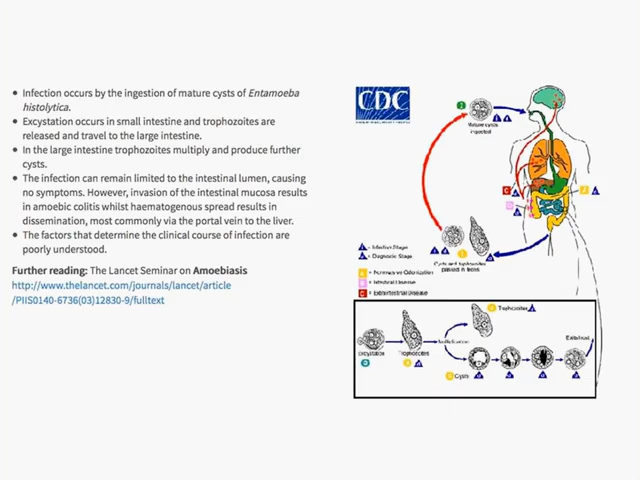 Infection occurs by the ingestion of mature cysts of Entamoeba
histolytica.
Excystation occurs in small intestine and trophozoites are
released and travel to the large intestine.
In the large intestine trophozoites multiply and produce further
cysts.
The infection can remain limited to the intestinal lumen, causing
no symptoms. However, invasion of the intestinal mucosa results
in amoebic colitis whilst haematogenous spread results in
dissemination, most commonly via the portal vein to the liver.
The factors that determine the clinical course of infection are
poorly understood.
Further reading: The Lancet Seminar on Amoebiasis
http://www.thelancet.com/journals/lancet/article
/PIIS0140-6736(03)12830-9/fulltext
CDC
Mature cysts
ingested
Cysts and trophozoites
passed in feces
= Infective Stage
= Diagnostic Stage
A = Noninvasive Colonization
B = Intestinal Disease
C = Extraintestinal Disease
Trophozoites
Multiplication
Excystation
Trophozoites
Cysts